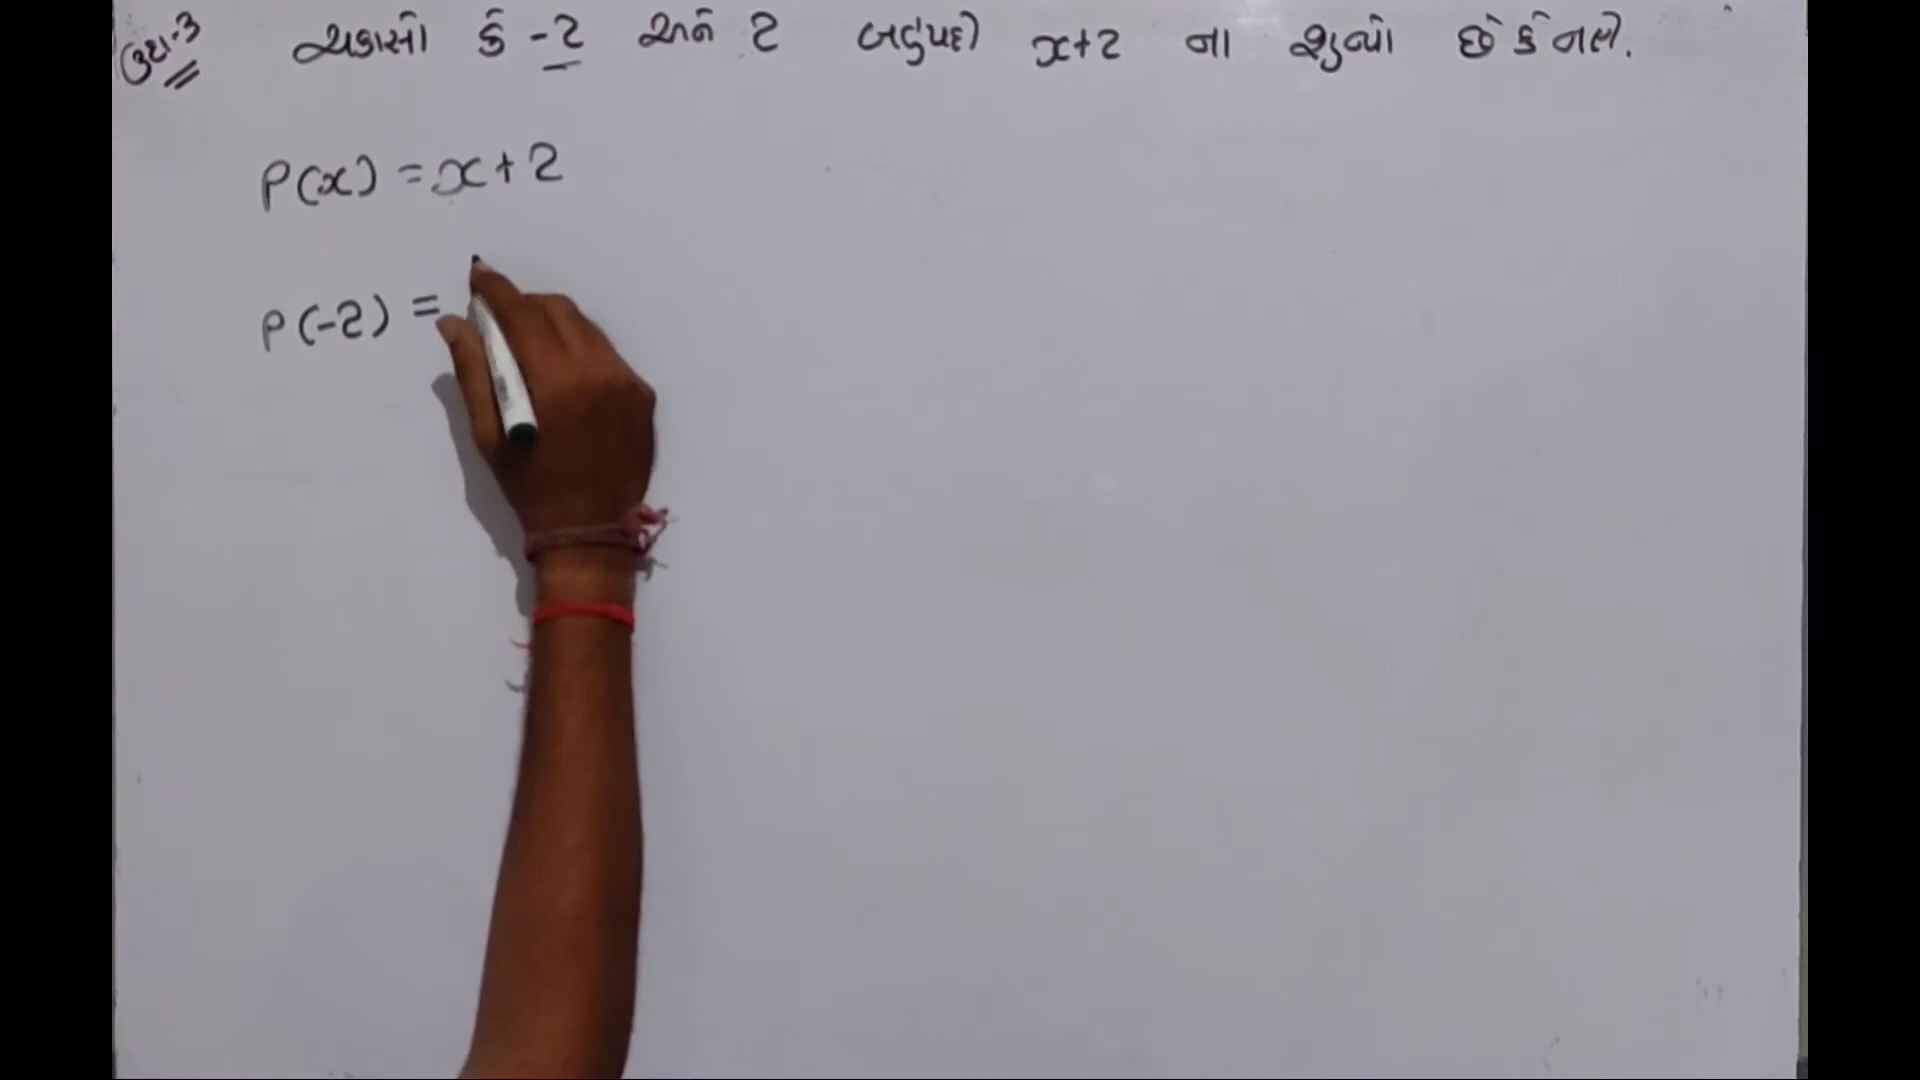 ઉદા-3 ચકાસો કે -2 અને 2 બહુપદી x+2 ના શુન્યો છે કે નહી.
P(x) = x+2
P(-2) =